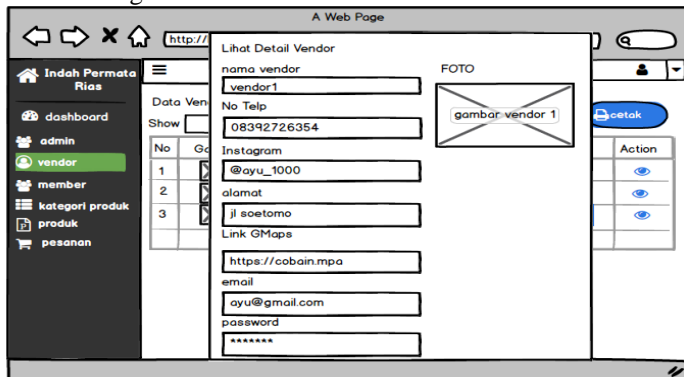 A Web Page
http://
Indah Permata
Rias
dashboard
admin
vendor
member
kategori produk
produk
pesanan
Data Ven
Show
cetak
No
Action
1
2
3
Lihat Detail Vendor
nama vendor
vendor1
No Telp
08392726354
Instagram
@ayu_1000
alamat
jl soetomo
Link GMaps
https://cobain.mpa
email
ayu@gmail.com
password
*******
FOTO
gambar vendor 1